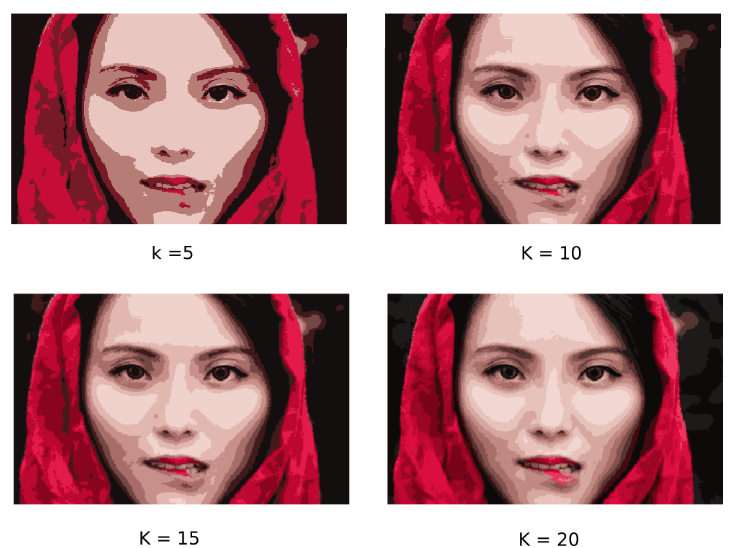 k =5
K = 10
K = 15
K = 20